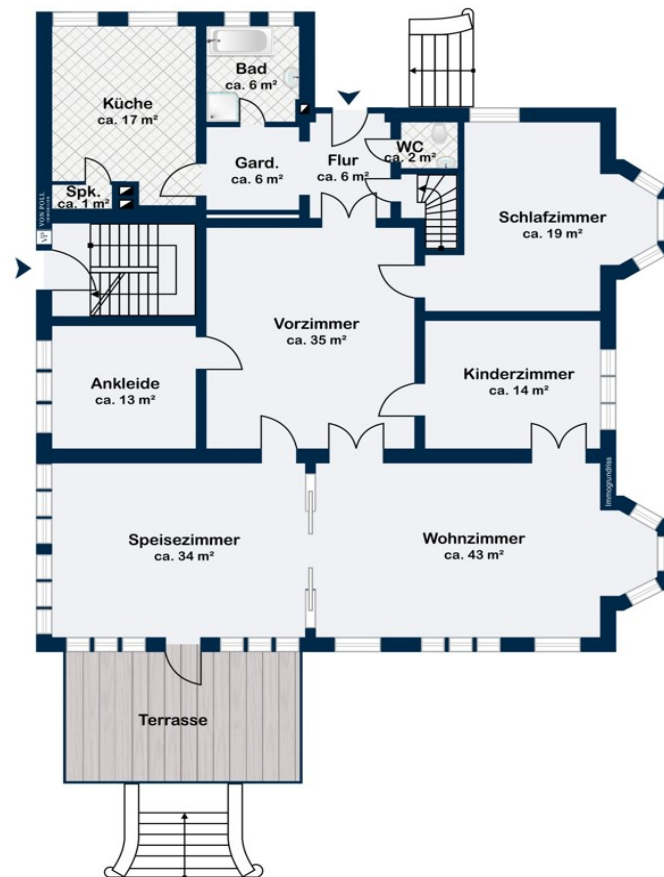 Bad
ca. 6 m²
Küche
ca. 17 m²
WC
ca. 2 m²
Gard.
ca. 6 m²
Flur
ca. 6 m²
Spk.
ca. 1 m²
VON POLL
IMMOBILIEN
VP
Schlafzimmer
ca. 19 m²
Vorzimmer
ca. 35 m²
Ankleide
ca. 13 m²
Kinderzimmer
ca. 14 m²
Immogrundriss
Speisezimmer
ca. 34 m²
Wohnzimmer
ca. 43 m²
Terrasse